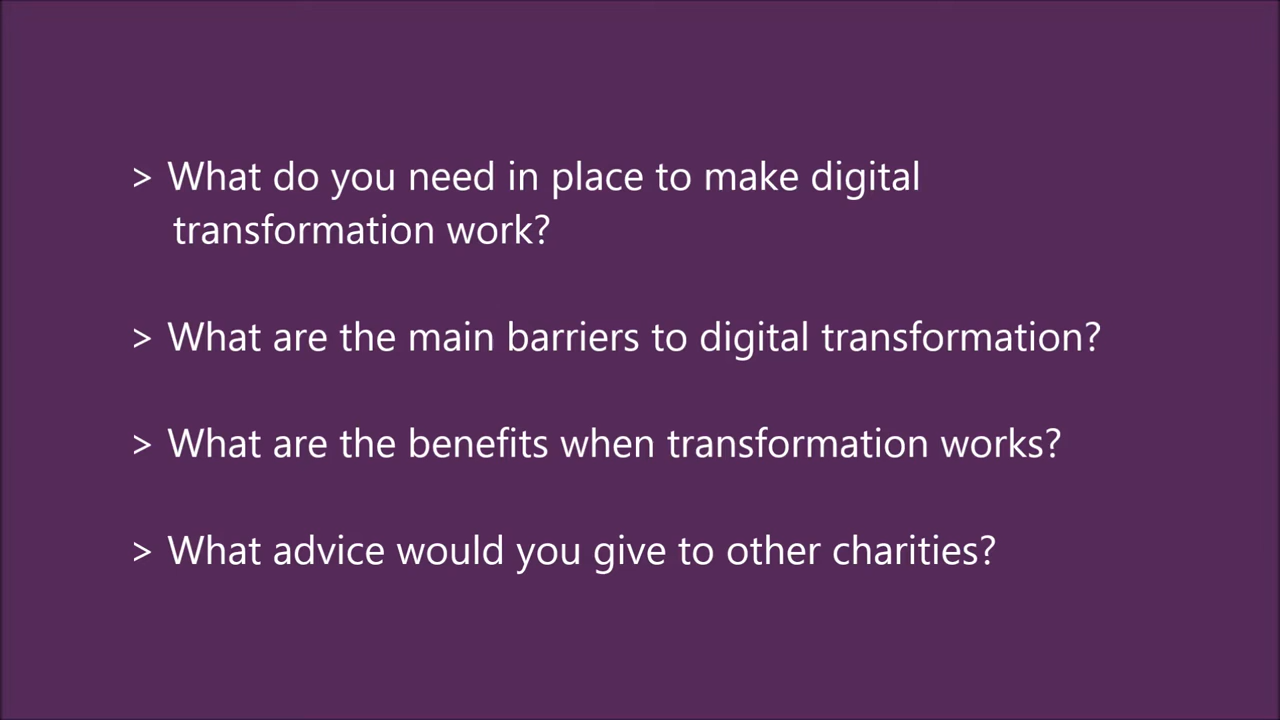 > What do you need in place to make digital
transformation work?
> What are the main barriers to digital transformation?
> What are the benefits when transformation works?
> What advice would you give to other charities?